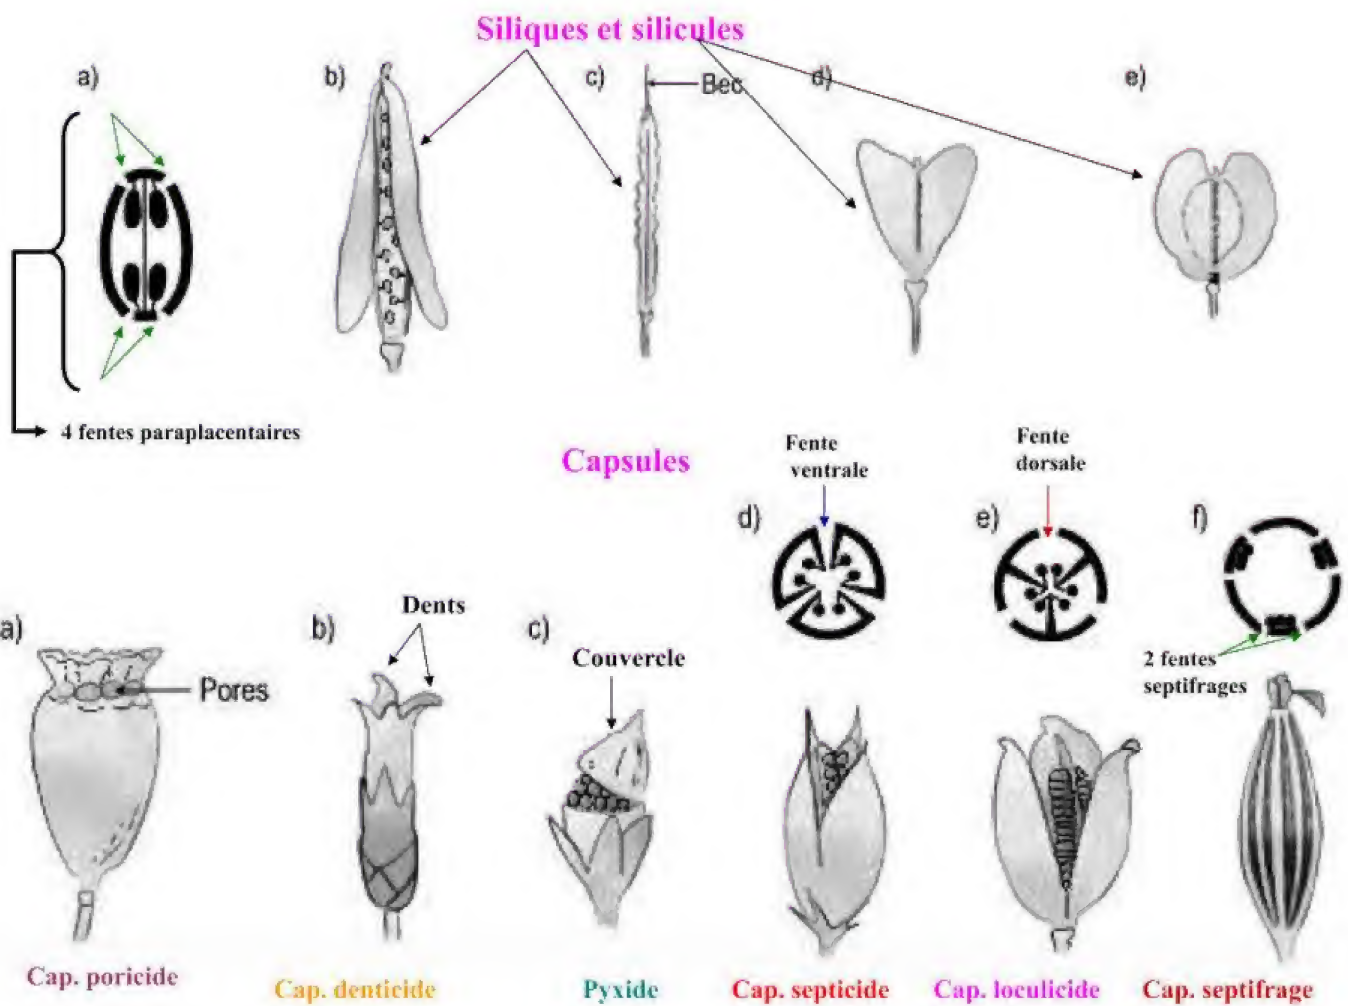 Siliques et silicules
a)
b)
c)
Bec
d)
e)
4 fentes paraplacentaires
Capsules
Fente
ventrale
Fente
dorsale
d)
e)
f)
a)
Pores
b)
Dents
c)
Couvercle
2 fentes
septifrages
Cap. poricide
Cap. denticide
Pyxide
Cap. septicide
Cap. loculicide
Cap. septifrage